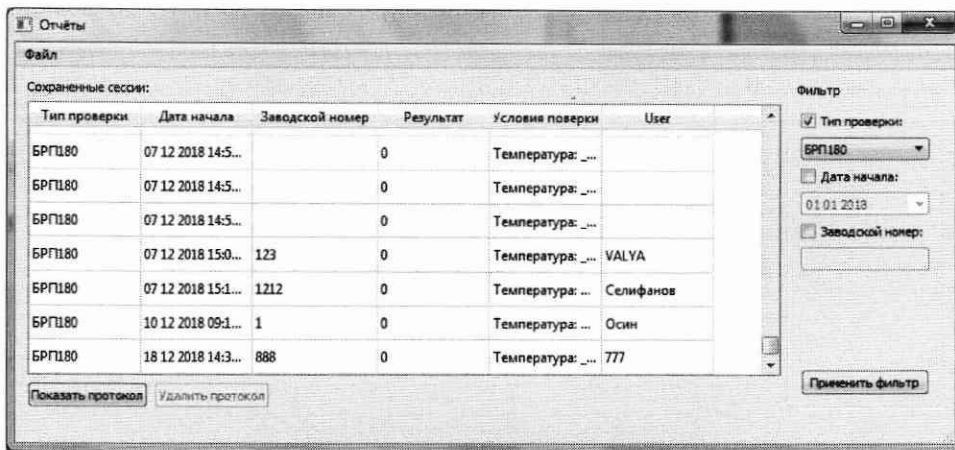 Отчёты
Файл
Сохраненные сессии:
Тип проверки Дата начала Заводской номер Результат Условия поверки User
БРП180 07 12 2018 14:5... 0 Температура: _...
БРП180 07 12 2018 14:5... 0 Температура: _...
БРП180 07 12 2018 14:5... 0 Температура: _...
БРП180 07 12 2018 15:0... 123 0 Температура: _... VALYA
БРП180 07 12 2018 15:1... 1212 0 Температура: ... Селифанов
БРП180 10 12 2018 09:1... 1 0 Температура: ... Осин
БРП180 18 12 2018 14:3... 888 0 Температура: _... 777
Показать протокол Удалить протокол
Фильтр
Тип проверки:
БРП180
Дата начала:
01 01 2013
Заводской номер:
Применить фильтр